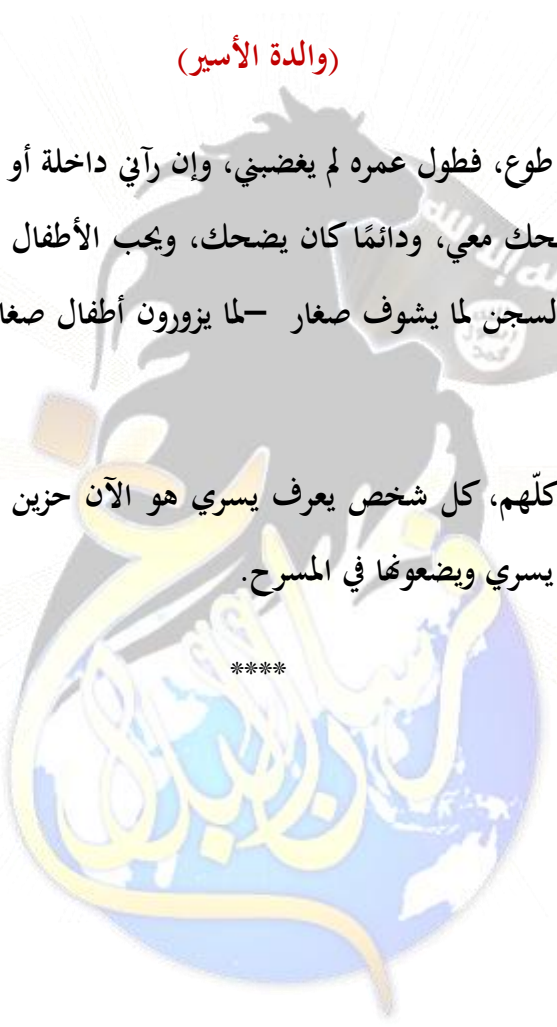 (والدة الأسير)
طوع، فطول عمره لم يغضبني، وإن رآني داخلة أو
حك معي، ودائمًا كان يضحك، ويحب الأطفال
لسجن لما يشوف صغار –لما يزورون أطفال صغا
كلّهم، كل شخص يعرف يسري هو الآن حزين
يسري ويضعونها في المسرح.
****
فرسان البلاغ